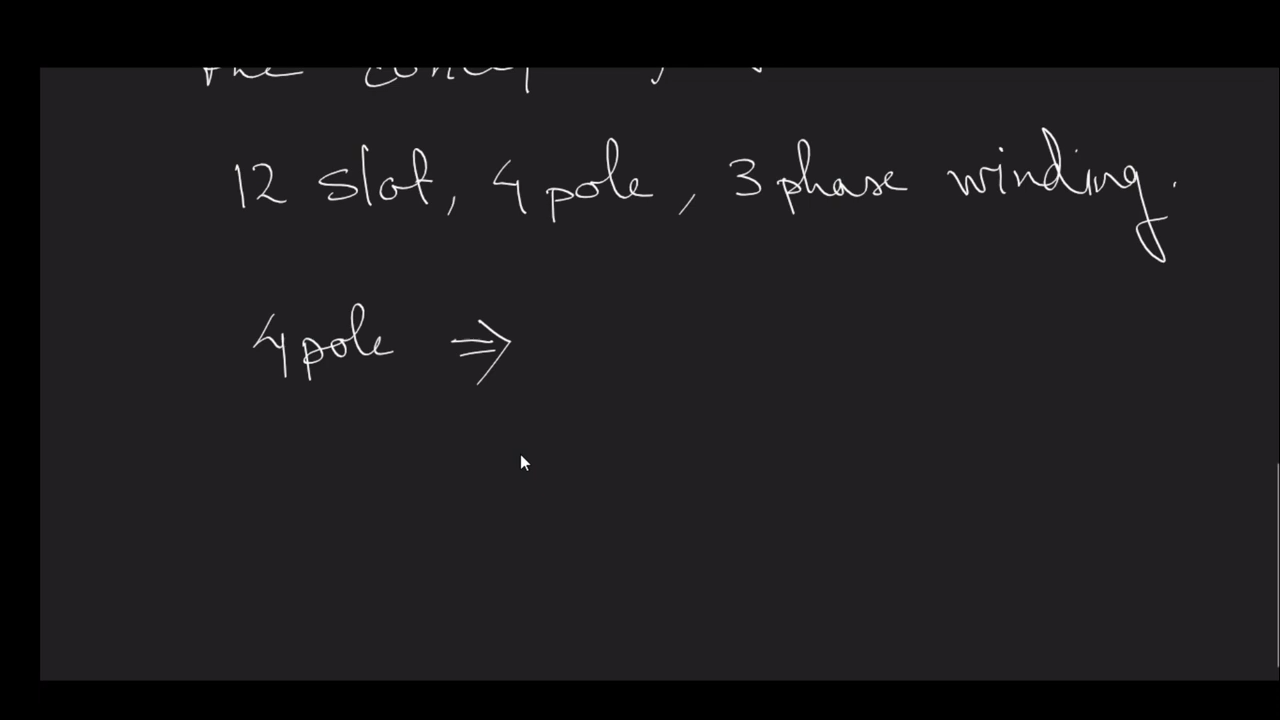 12 slot, 4 pole, 3 phase winding.
4 pole ⇒